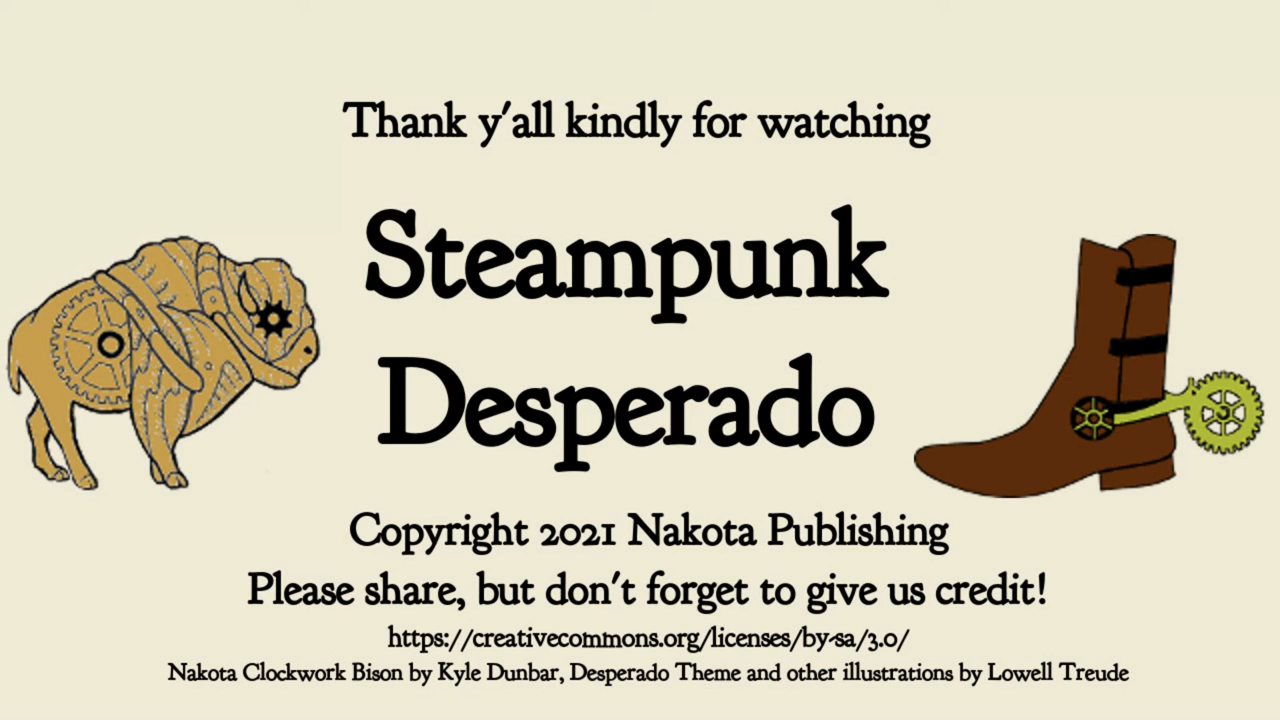 Thank y'all kindly for watching
Steampunk
Desperado
Copyright 2021 Nakota Publishing
Please share, but don't forget to give us credit!
https://creativecommons.org/licenses/by-sa/3.0/
Nakota Clockwork Bison by Kyle Dunbar, Desperado Theme and other illustrations by Lowell Treude